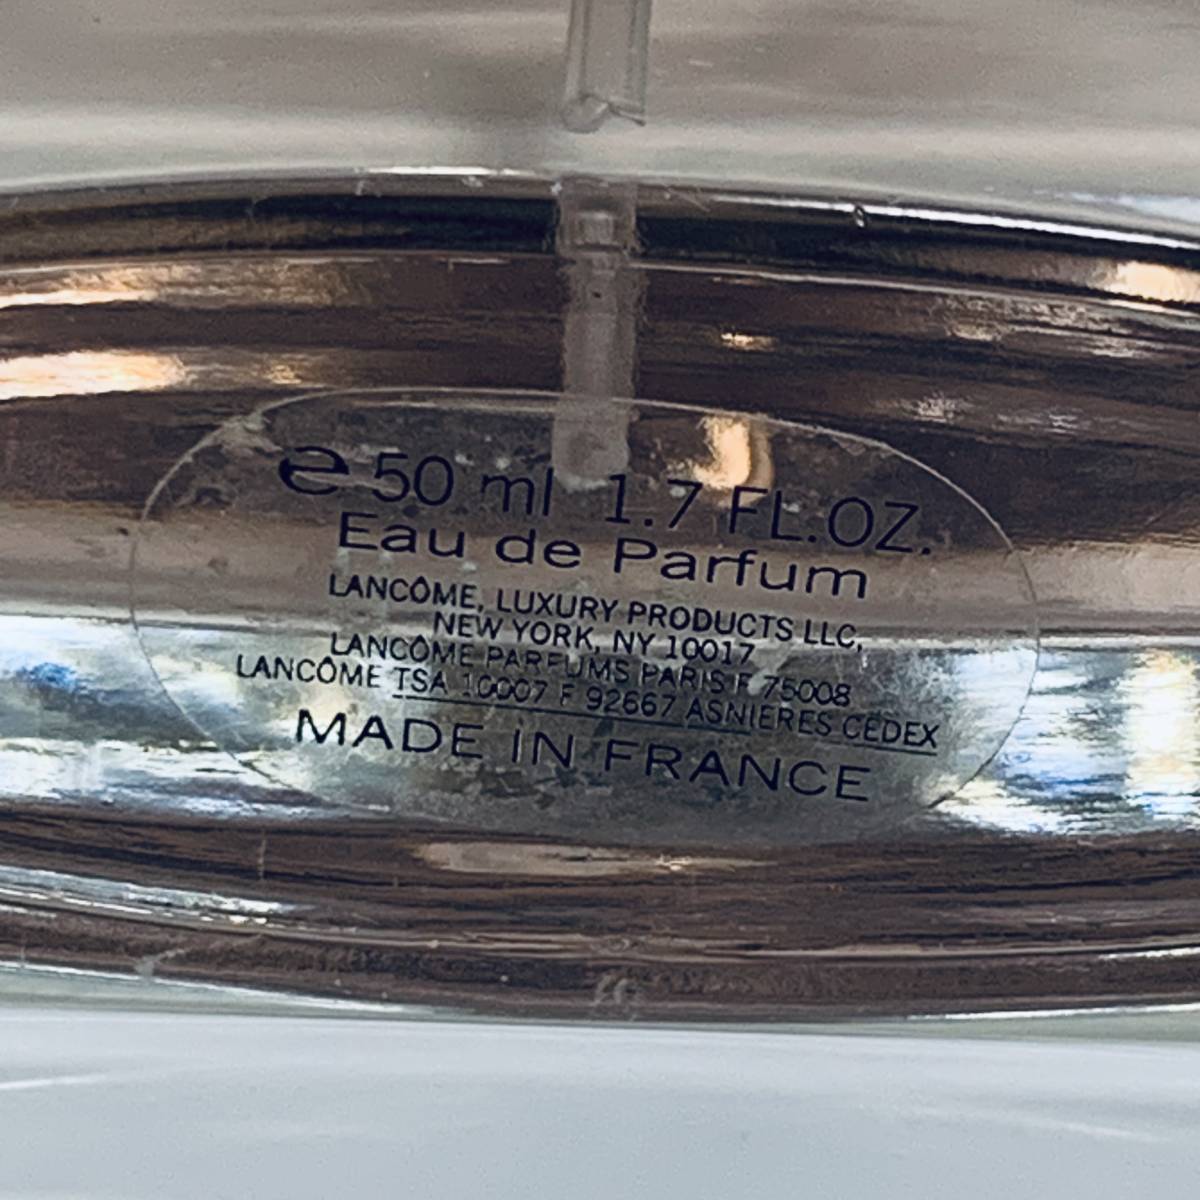 ℮ 50 ml 1.7 FL.OZ.
Eau de Parfum
LANCÔME, LUXURY PRODUCTS LLC,
NEW YORK, NY 10017
LANCÔME PARFUMS PARIS F 75008
LANCÔME TSA 10007 F 92667 ASNIERES CEDEX
MADE IN FRANCE